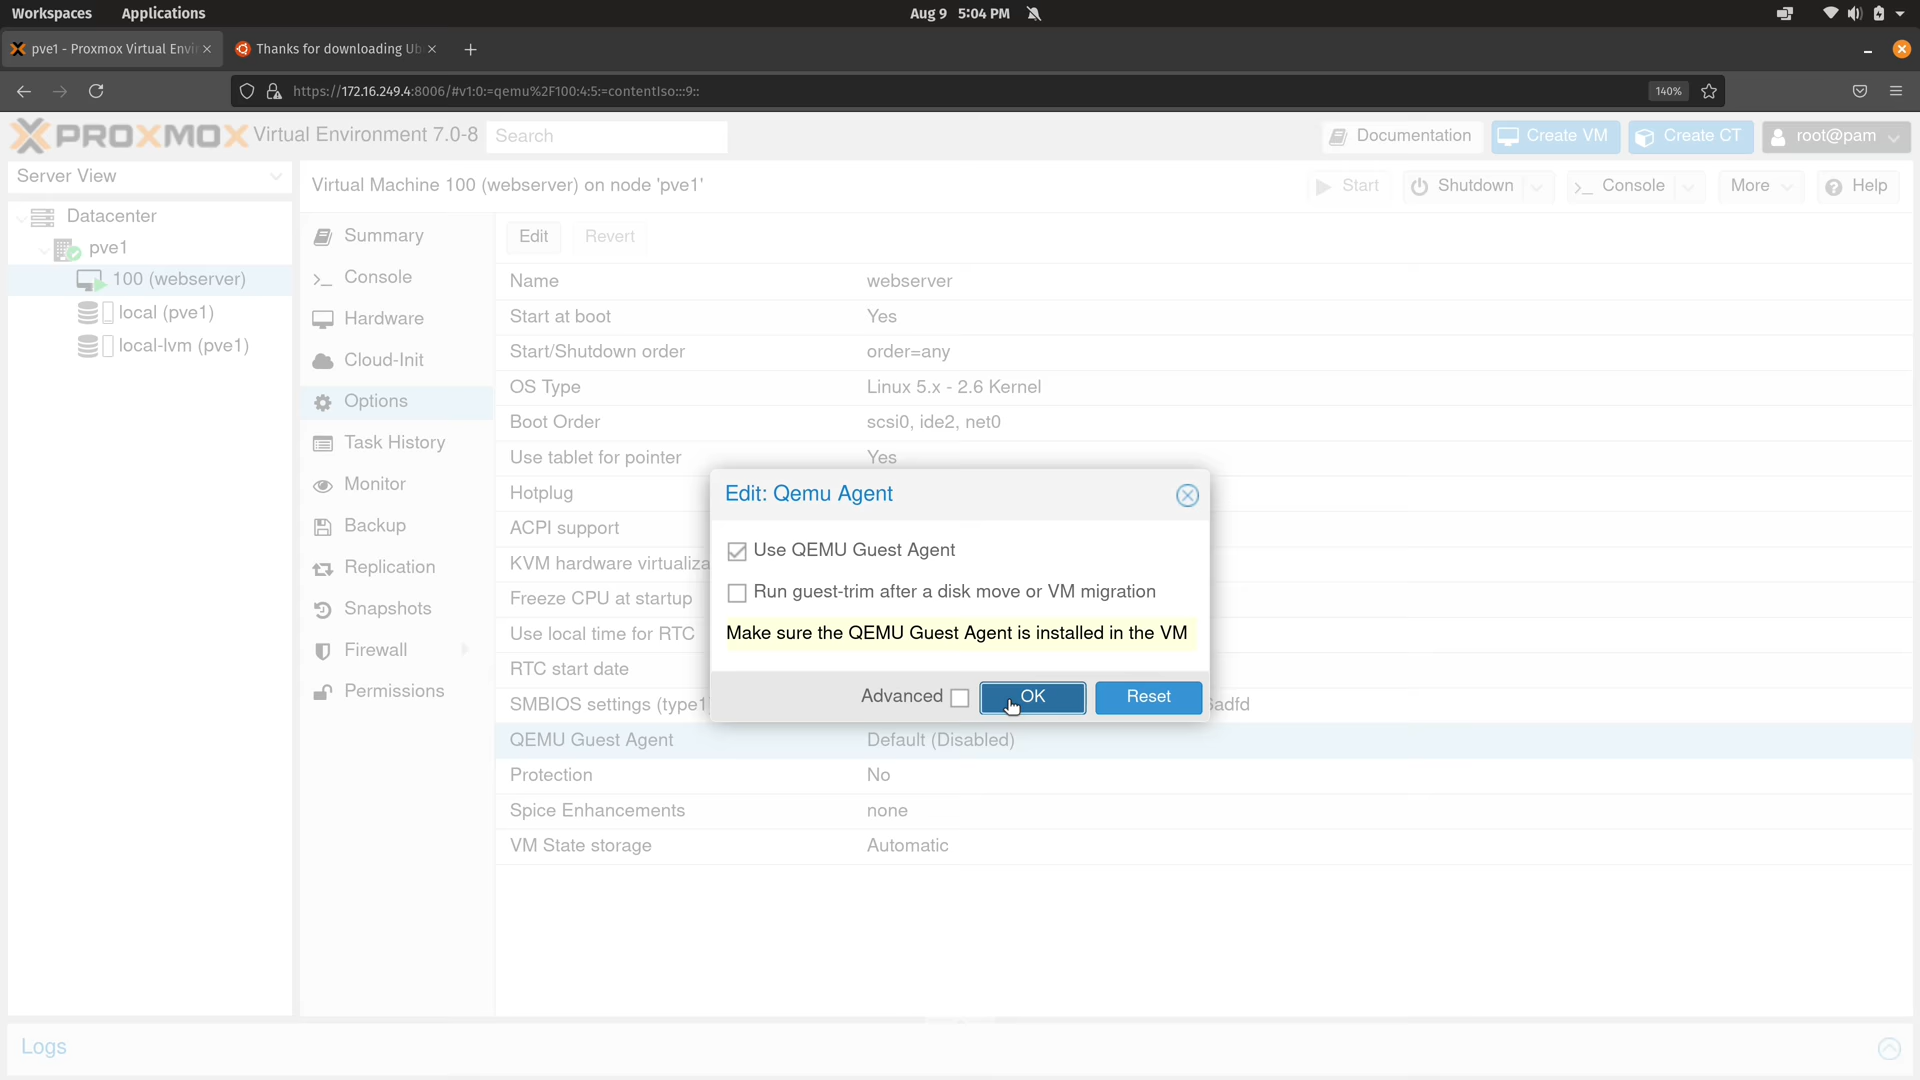 Workspaces Applications Aug 9 5:04 PM
pve1 - Proxmox Virtual Envi Thanks for downloading Ub
https://172.16.249.4:8006/#v1:0:=qemu%2F100:4:5:=contentIso:::9:: 140%
PROXMOX Virtual Environment 7.0-8 Search Documentation Create VM Create CT root@pam
Server View
Virtual Machine 100 (webserver) on node 'pve1' Start Shutdown Console More Help
Datacenter
pve1
100 (webserver)
local (pve1)
local-lvm (pve1)
Summary
Console
Hardware
Cloud-Init
Options
Task History
Monitor
Backup
Replication
Snapshots
Firewall
Permissions
Edit Revert
Name webserver
Start at boot Yes
Start/Shutdown order order=any
OS Type Linux 5.x - 2.6 Kernel
Boot Order scsi0, ide2, net0
Use tablet for pointer Yes
Hotplug
ACPI support
KVM hardware virtualiza
Freeze CPU at startup
Use local time for RTC
RTC start date
SMBIOS settings (type1 adfd
QEMU Guest Agent Default (Disabled)
Protection No
Spice Enhancements none
VM State storage Automatic
Edit: Qemu Agent
Use QEMU Guest Agent
Run guest-trim after a disk move or VM migration
Make sure the QEMU Guest Agent is installed in the VM
Advanced OK Reset
Logs